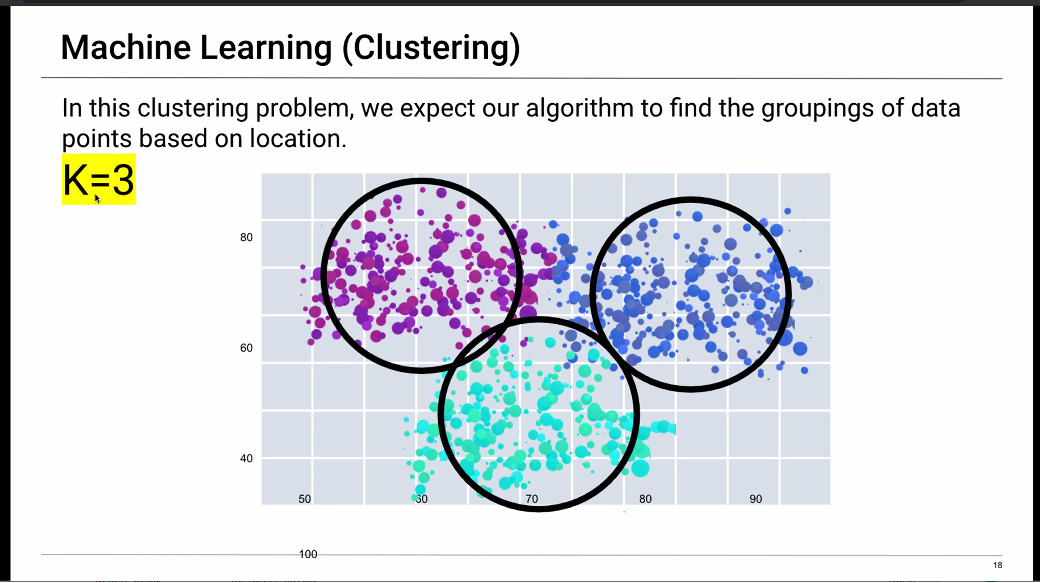 Machine Learning (Clustering)
In this clustering problem, we expect our algorithm to find the groupings of data
points based on location.
K=3
80
60
40
50 60 70 80 90
100
18